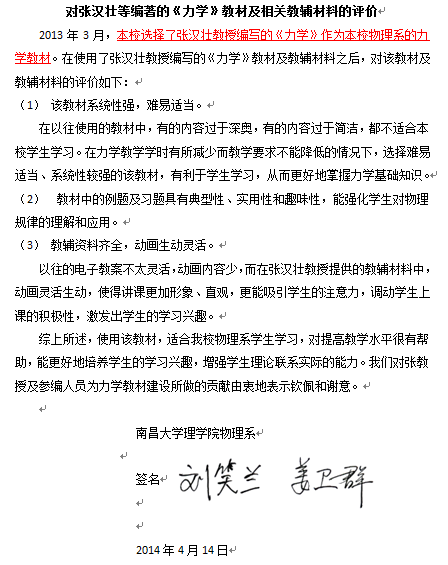 对张汉壮等编著的《力学》教材及相关教辅材料的评价
2013 年 3 月，本校选择了张汉壮教授编写的《力学》作为本校物理系的力
学教材。在使用了张汉壮教授编写的《力学》教材及教辅材料之后，对该教材及
教辅材料的评价如下：
（1） 该教材系统性强，难易适当。
在以往使用的教材中，有的内容过于深奥，有的内容过于简洁，都不适合本
校学生学习。在力学教学学时有所减少而教学要求不能降低的情况下，选择难易
适当、系统性较强的该教材，有利于学生学习，从而更好地掌握力学基础知识。
（2） 教材中的例题及习题具有典型性、实用性和趣味性，能强化学生对物理
规律的理解和应用。
（3） 教辅资料齐全，动画生动灵活。
以往的电子教案不太灵活，动画内容少，而在张汉壮教授提供的教辅材料中，
动画灵活生动，使得讲课更加形象、直观，更能吸引学生的注意力，调动学生上
课的积极性，激发出学生的学习兴趣。
综上所述，使用该教材，适合我校物理系学生学习，对提高教学水平很有帮
助，能更好地培养学生的学习兴趣，增强学生理论联系实际的能力。我们对张教
授及参编人员为力学教材建设所做的贡献由衷地表示钦佩和谢意。
南昌大学理学院物理系
签名 刘笑兰 姜卫群
2014 年 4 月 14 日